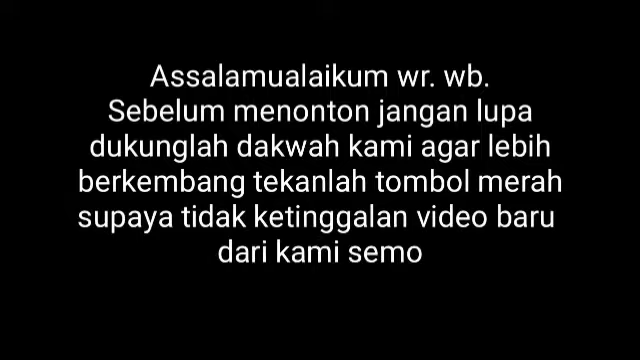 Assalamualaikum wr. wb.
Sebelum menonton jangan lupa
dukunglah dakwah kami agar lebih
berkembang tekanlah tombol merah
supaya tidak ketinggalan video baru
dari kami semo